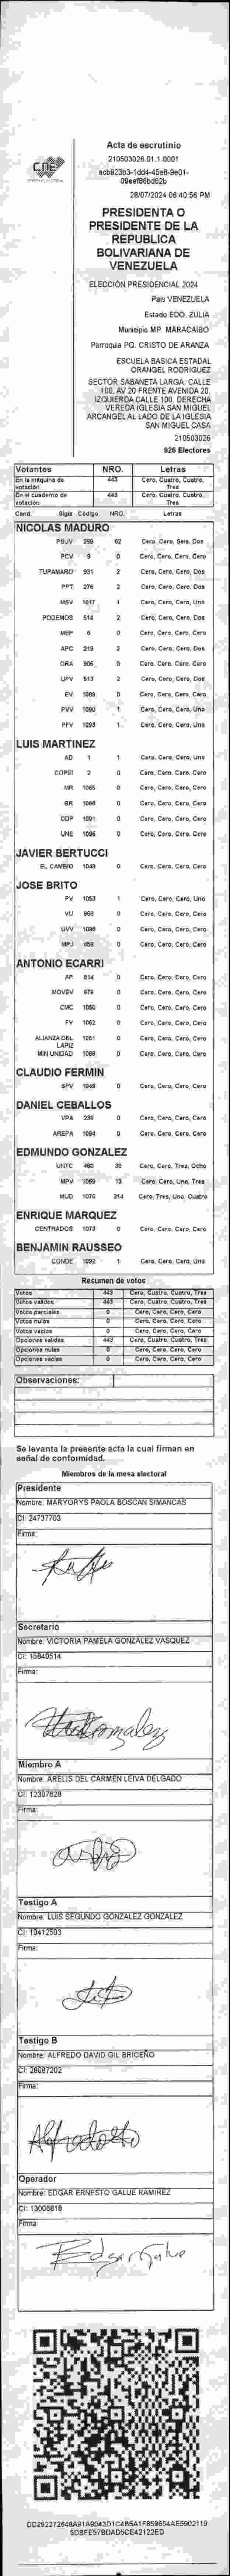 CNE
Acta de escrutinio
210503026.01.1.0001
acb923b3-1dd4-45e8-9e01-
09eef86bd82b
28/07/2024 06:40:56 PM
PRESIDENTA O
PRESIDENTE DE LA
REPUBLICA
BOLIVARIANA DE
VENEZUELA
ELECCIÓN PRESIDENCIAL 2024
Pais VENEZUELA
Estado EDO. ZULIA
Municipio MP. MARACAIBO
Parroquia PQ. CRISTO DE ARANZA
ESCUELA BASICA ESTADAL
ORANGEL RODRIGUEZ
SECTOR SABANETA LARGA, CALLE
100, AV 20 FRENTE AVENIDA 20,
IZQUIERDA CALLE 100. DERECHA
VEREDA IGLESIA SAN MIGUEL
ARCANGEL AL LADO DE LA IGLESIA
SAN MIGUEL CASA
210503026
926 Electores
Votantes NRO. Letras
En la máquina de votación 443 Cero, Cuatro, Cuatro, Tres
En el cuaderno de votación 443 Cero, Cuatro, Cuatro, Tres
Cand. Sigla Código NRO. Letras
NICOLAS MADURO
PSUV 259 62 Cero, Cero, Seis, Dos
PCV 9 0 Cero, Cero, Cero, Cero
TUPAMARO 931 2 Cero, Cero, Cero, Dos
PPT 276 2 Cero, Cero, Cero, Dos
MSV 1017 1 Cero, Cero, Cero, Uno
PODEMOS 514 2 Cero, Cero, Cero, Dos
MEP 6 0 Cero, Cero, Cero, Cero
APC 219 2 Cero, Cero, Cero, Dos
ORA 906 0 Cero, Cero, Cero, Cero
UPV 513 2 Cero, Cero, Cero, Dos
EV 1089 0 Cero, Cero, Cero, Cero
PVV 1090 1 Cero, Cero, Cero, Uno
PFV 1093 1 Cero, Cero, Cero, Uno
LUIS MARTINEZ
AD 1 1 Cero, Cero, Cero, Uno
COPEI 2 0 Cero, Cero, Cero, Cero
MR 1065 0 Cero, Cero, Cero, Cero
BR 1066 0 Cero, Cero, Cero, Cero
DDP 1091 0 Cero, Cero, Cero, Cero
UNE 1095 0 Cero, Cero, Cero, Cero
JAVIER BERTUCCI
EL CAMBIO 1049 0 Cero, Cero, Cero, Cero
JOSE BRITO
PV 1053 1 Cero, Cero, Cero, Uno
VU 868 0 Cero, Cero, Cero, Cero
UVV 1096 0 Cero, Cero, Cero, Cero
MPJ 458 0 Cero, Cero, Cero, Cero
ANTONIO ECARRI
AP 814 0 Cero, Cero, Cero, Cero
MOVEV 878 0 Cero, Cero, Cero, Cero
CMC 1050 0 Cero, Cero, Cero, Cero
FV 1062 0 Cero, Cero, Cero, Cero
ALIANZA DEL LAPIZ 1061 0 Cero, Cero, Cero, Cero
MIN UNIDAD 1088 0 Cero, Cero, Cero, Cero
CLAUDIO FERMIN
SPV 1048 0 Cero, Cero, Cero, Cero
DANIEL CEBALLOS
VPA 236 0 Cero, Cero, Cero, Cero
AREPA 1094 0 Cero, Cero, Cero, Cero
EDMUNDO GONZALEZ
UNTC 460 38 Cero, Cero, Tres, Ocho
MPV 1069 13 Cero, Cero, Uno, Tres
MUD 1076 314 Cero, Tres, Uno, Cuatro
ENRIQUE MARQUEZ
CENTRADOS 1073 0 Cero, Cero, Cero, Cero
BENJAMIN RAUSSEO
CONDE 1092 1 Cero, Cero, Cero, Uno
Resumen de votos
Votos 443 Cero, Cuatro, Cuatro, Tres
Votos validos 443 Cero, Cuatro, Cuatro, Tres
Votos parciales 0 Cero, Cero, Cero, Cero
Votos nulos 0 Cero, Cero, Cero, Cero
Votos vacios 0 Cero, Cero, Cero, Cero
Opciones validas 443 Cero, Cuatro, Cuatro, Tres
Opciones nulas 0 Cero, Cero, Cero, Cero
Opciones vacias 0 Cero, Cero, Cero, Cero
Observaciones:
Se levanta la presente acta la cual firman en
señal de conformidad.
Miembros de la mesa electoral
Presidente
Nombre: MARYORYS PAOLA BOSCAN SIMANCAS
CI: 24737703
Firma:
Secretario
Nombre: VICTORIA PAMELA GONZALEZ VASQUEZ
CI: 15840514
Firma:
Miembro A
Nombre: ARELIS DEL CARMEN LEIVA DELGADO
CI: 12307628
Firma:
Testigo A
Nombre: LUIS SEGUNDO GONZALEZ GONZALEZ
CI: 10412503
Firma:
Testigo B
Nombre: ALFREDO DAVID GIL BRICEÑO
CI: 28087202
Firma:
Operador
Nombre: EDGAR ERNESTO GALUE RAMIREZ
CI: 13006618
Firma:
Edgar Galue
DD292272648A91A9043D1C4B5A1F859654AE5902119
5DBFE57BDAD5CE42122ED